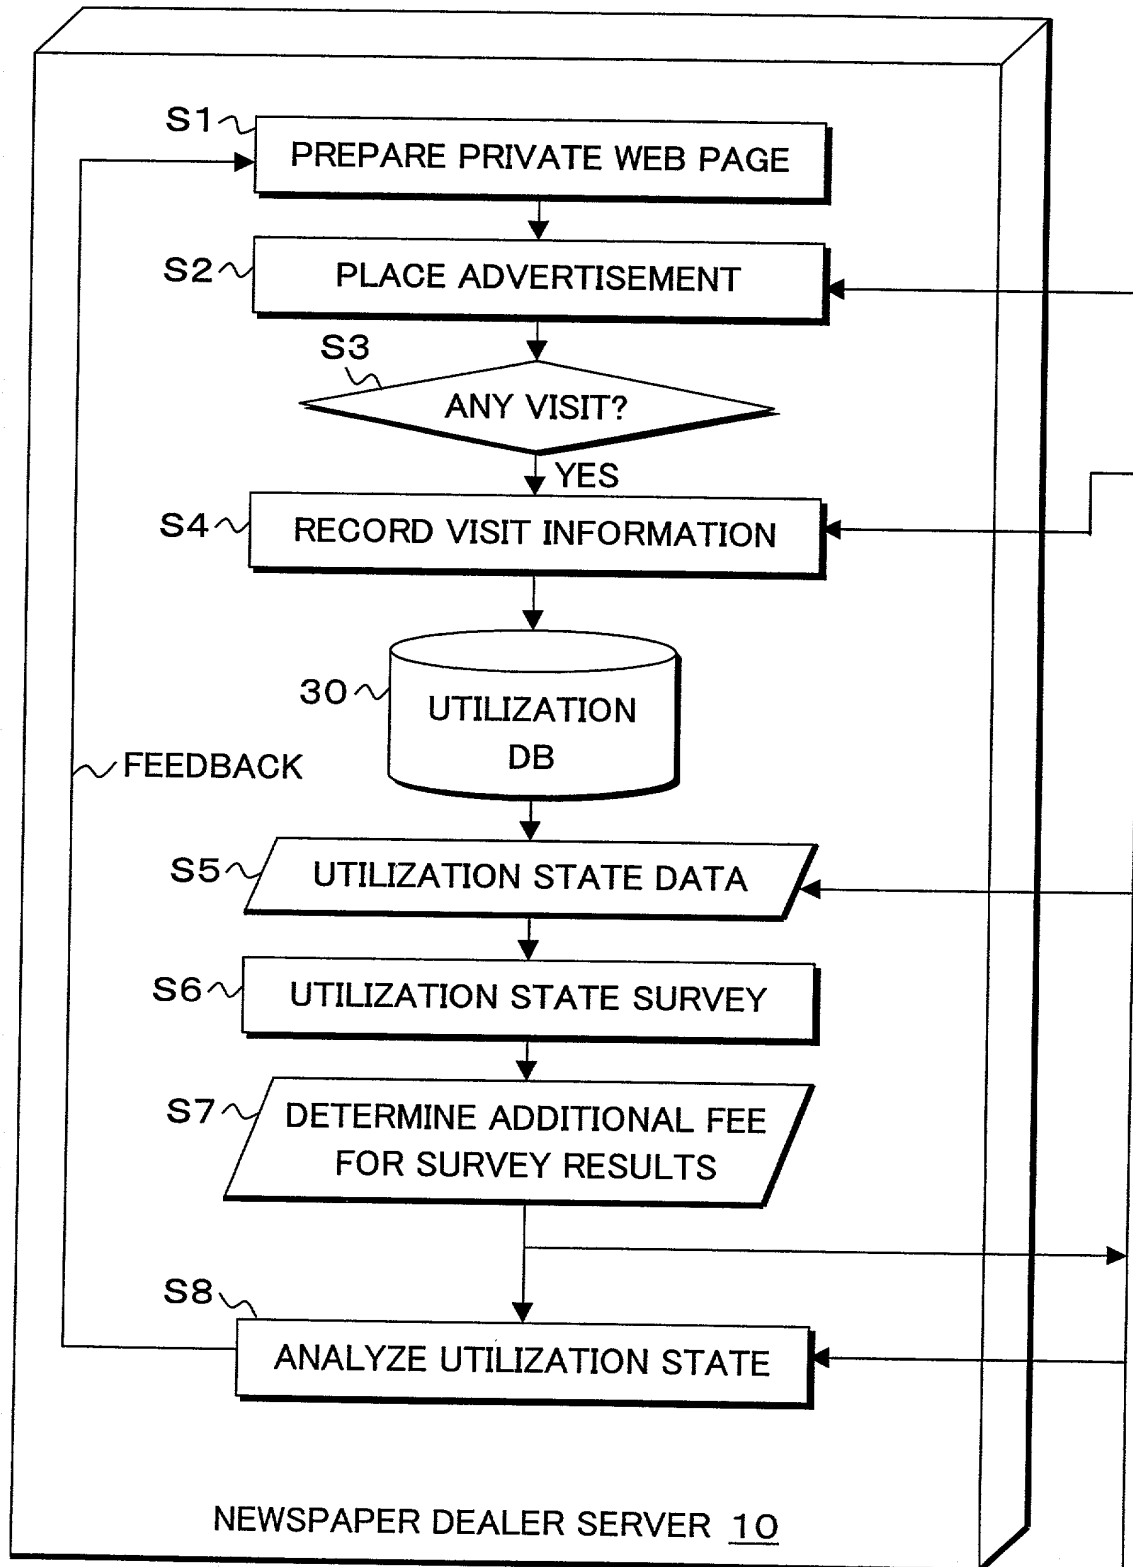 S1
PREPARE PRIVATE WEB PAGE
S2
PLACE ADVERTISEMENT
S3
ANY VISIT?
YES
S4
RECORD VISIT INFORMATION
30
UTILIZATION
DB
FEEDBACK
S5
UTILIZATION STATE DATA
S6
UTILIZATION STATE SURVEY
S7
DETERMINE ADDITIONAL FEE
FOR SURVEY RESULTS
S8
ANALYZE UTILIZATION STATE
NEWSPAPER DEALER SERVER 10